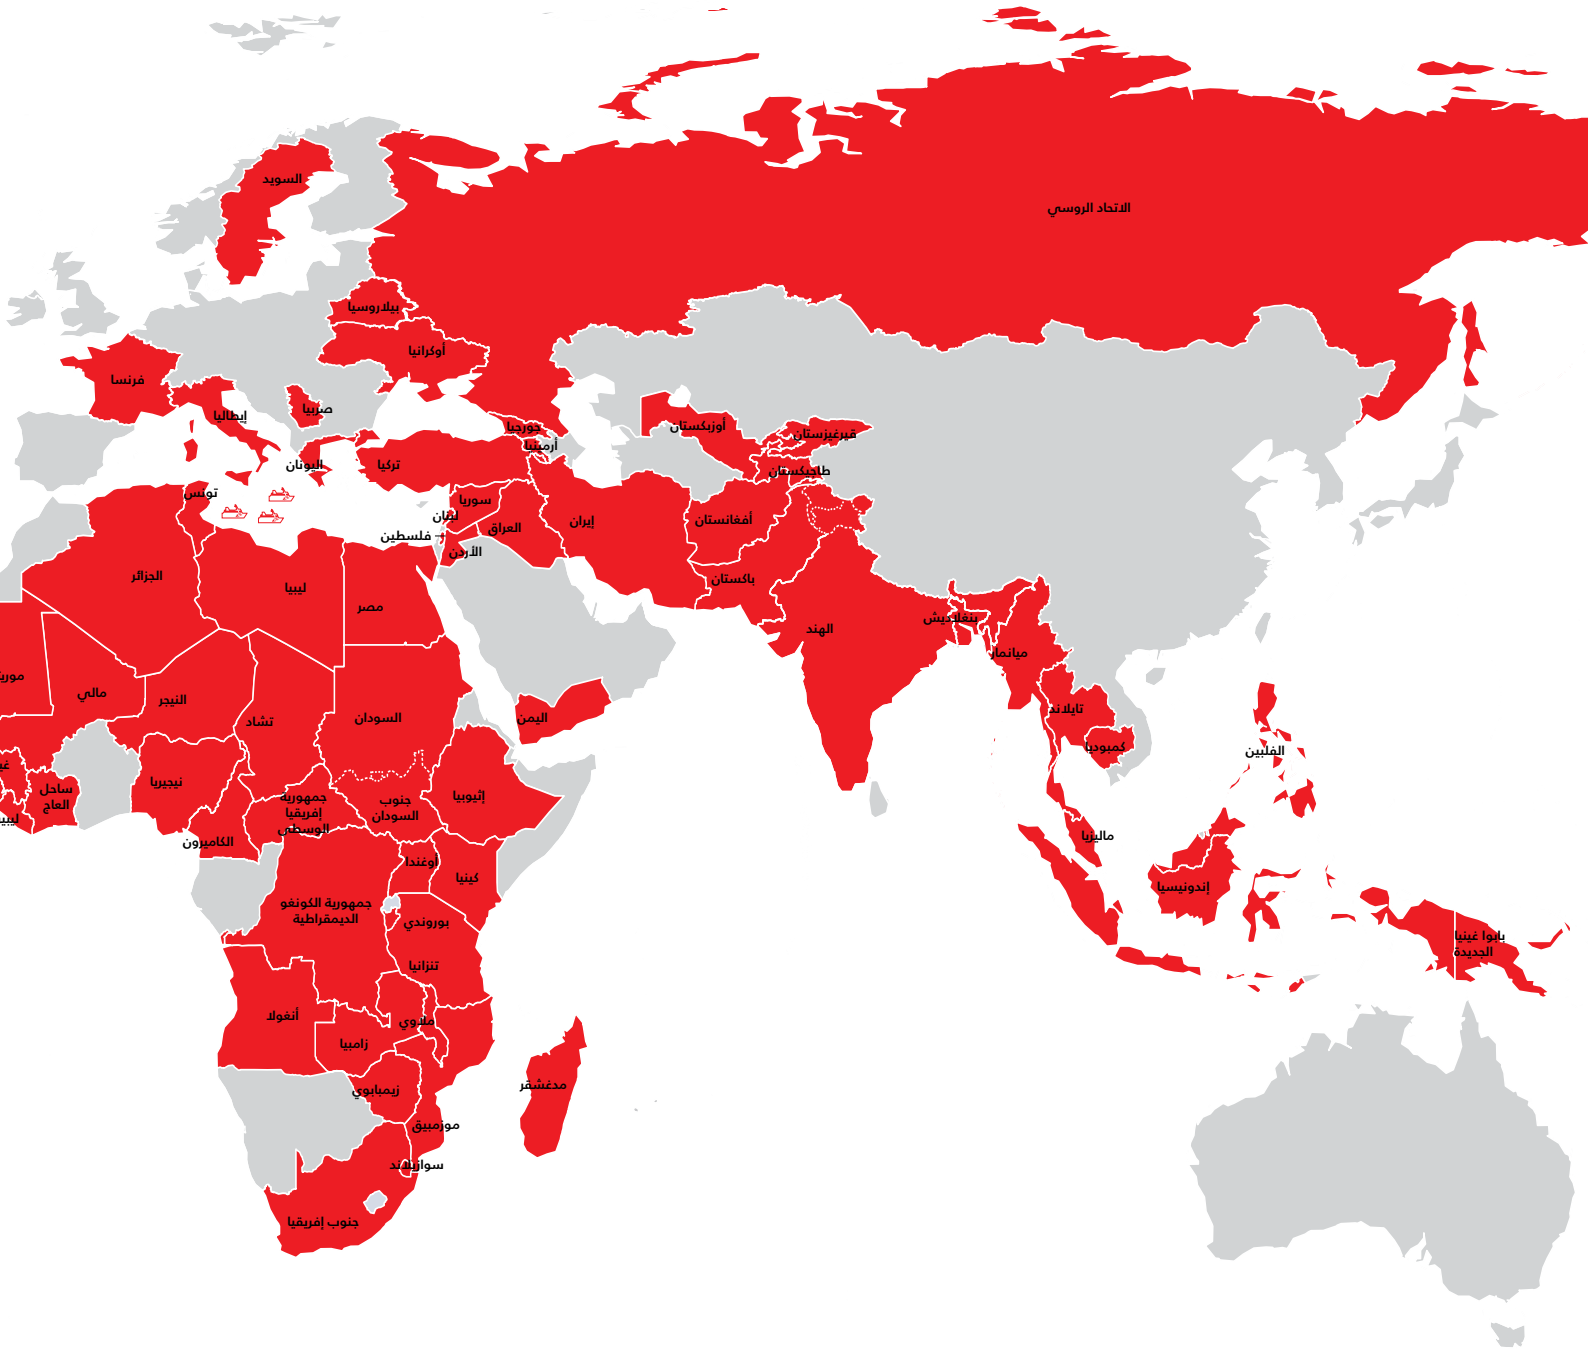 السويد
الاتحاد الروسي
بيلاروسيا
أوكرانيا
فرنسا
صربيا
إيطاليا
جورجيا
أوزبكستان
قيرغيزستان
أرمينيا
اليونان
تركيا
طاجيكستان
تونس
سوريا
لبنان
العراق
إيران
أفغانستان
فلسطين
الأردن
الجزائر
ليبيا
باكستان
مصر
بنغلاديش
الهند
ميانمار
مالي
النيجر
تشاد
السودان
اليمن
تايلاند
كمبوديا
الفلبين
نيجيريا
ساحل
العاج
جمهورية
إفريقيا
الوسطى
جنوب
السودان
إثيوبيا
الكاميرون
ماليزيا
أوغندا
كينيا
إندونيسيا
جمهورية الكونغو
الديمقراطية
بوروندي
بابوا غينيا
الجديدة
تنزانيا
أنغولا
ملاوي
زامبيا
زيمبابوي
مدغشقر
موزمبيق
سوازيلاند
جنوب إفريقيا